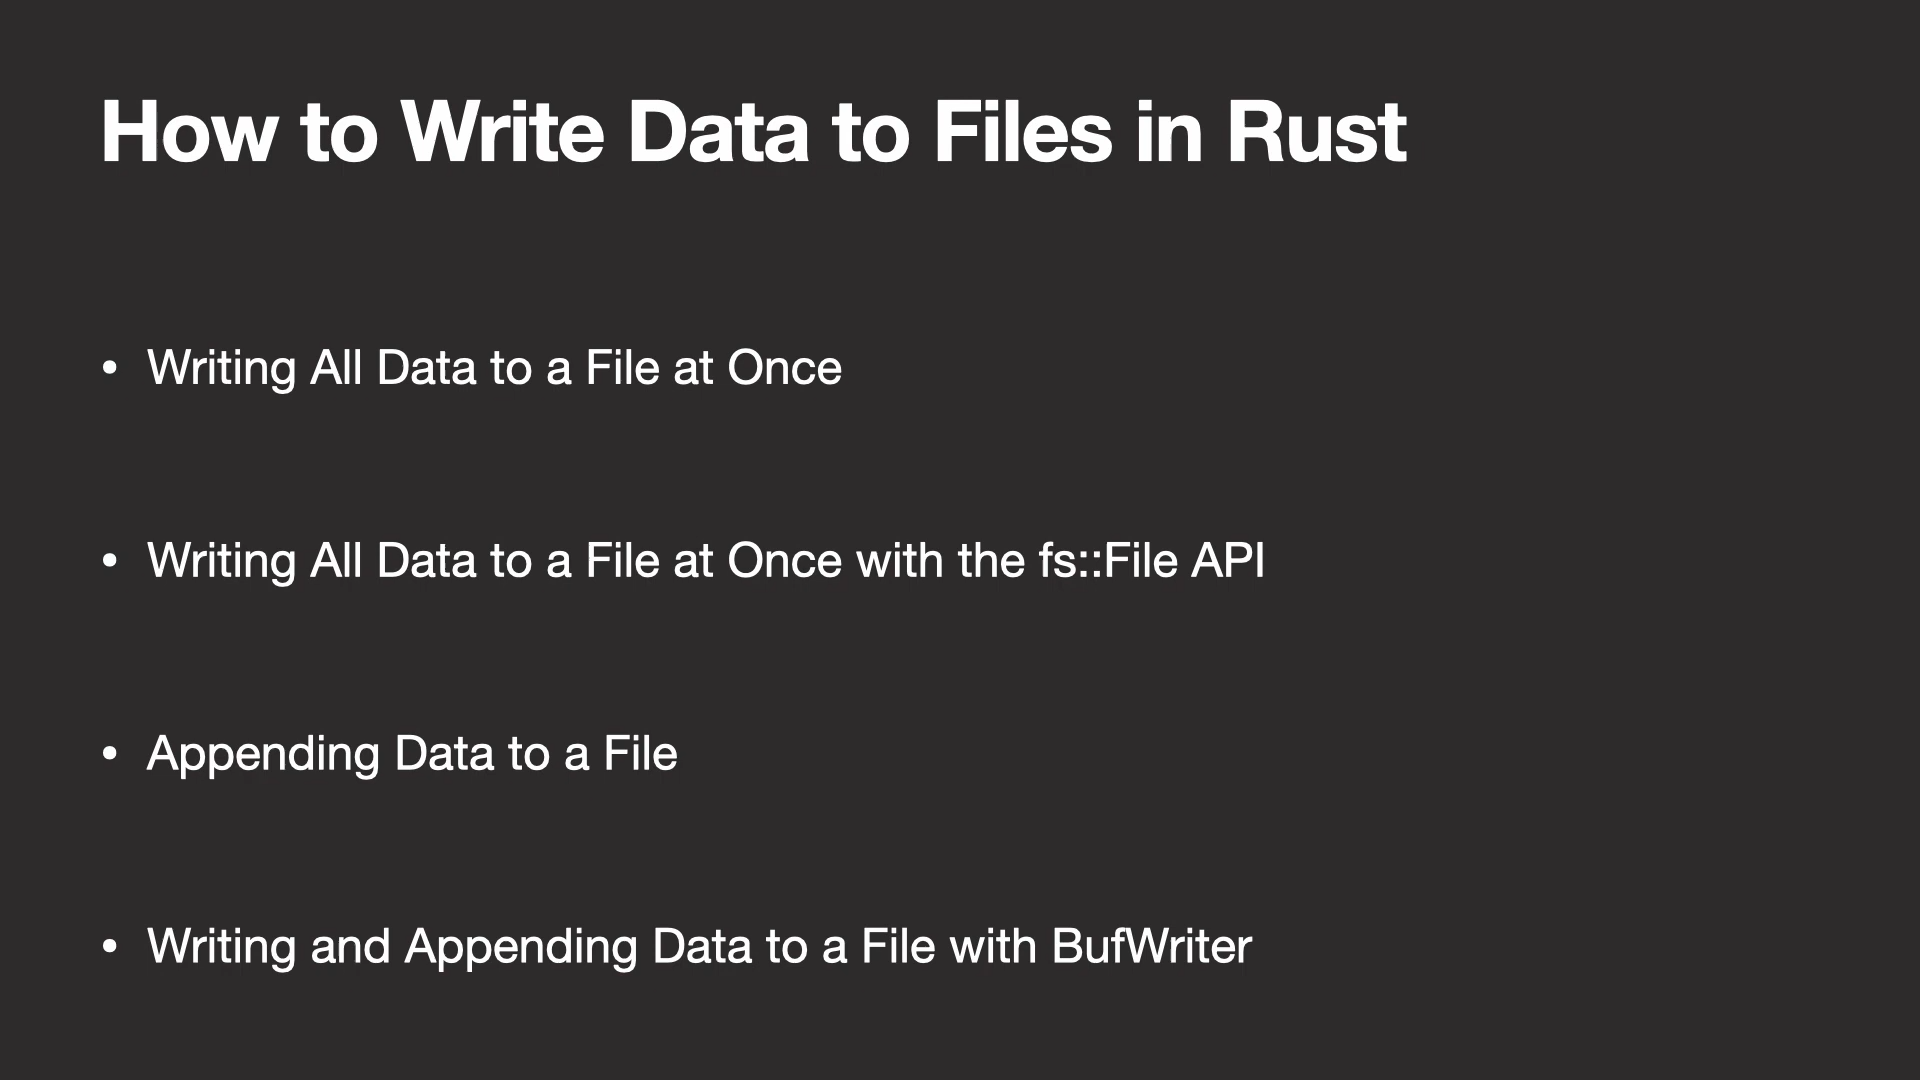 How to Write Data to Files in Rust
• Writing All Data to a File at Once
• Writing All Data to a File at Once with the fs::File API
• Appending Data to a File
• Writing and Appending Data to a File with BufWriter